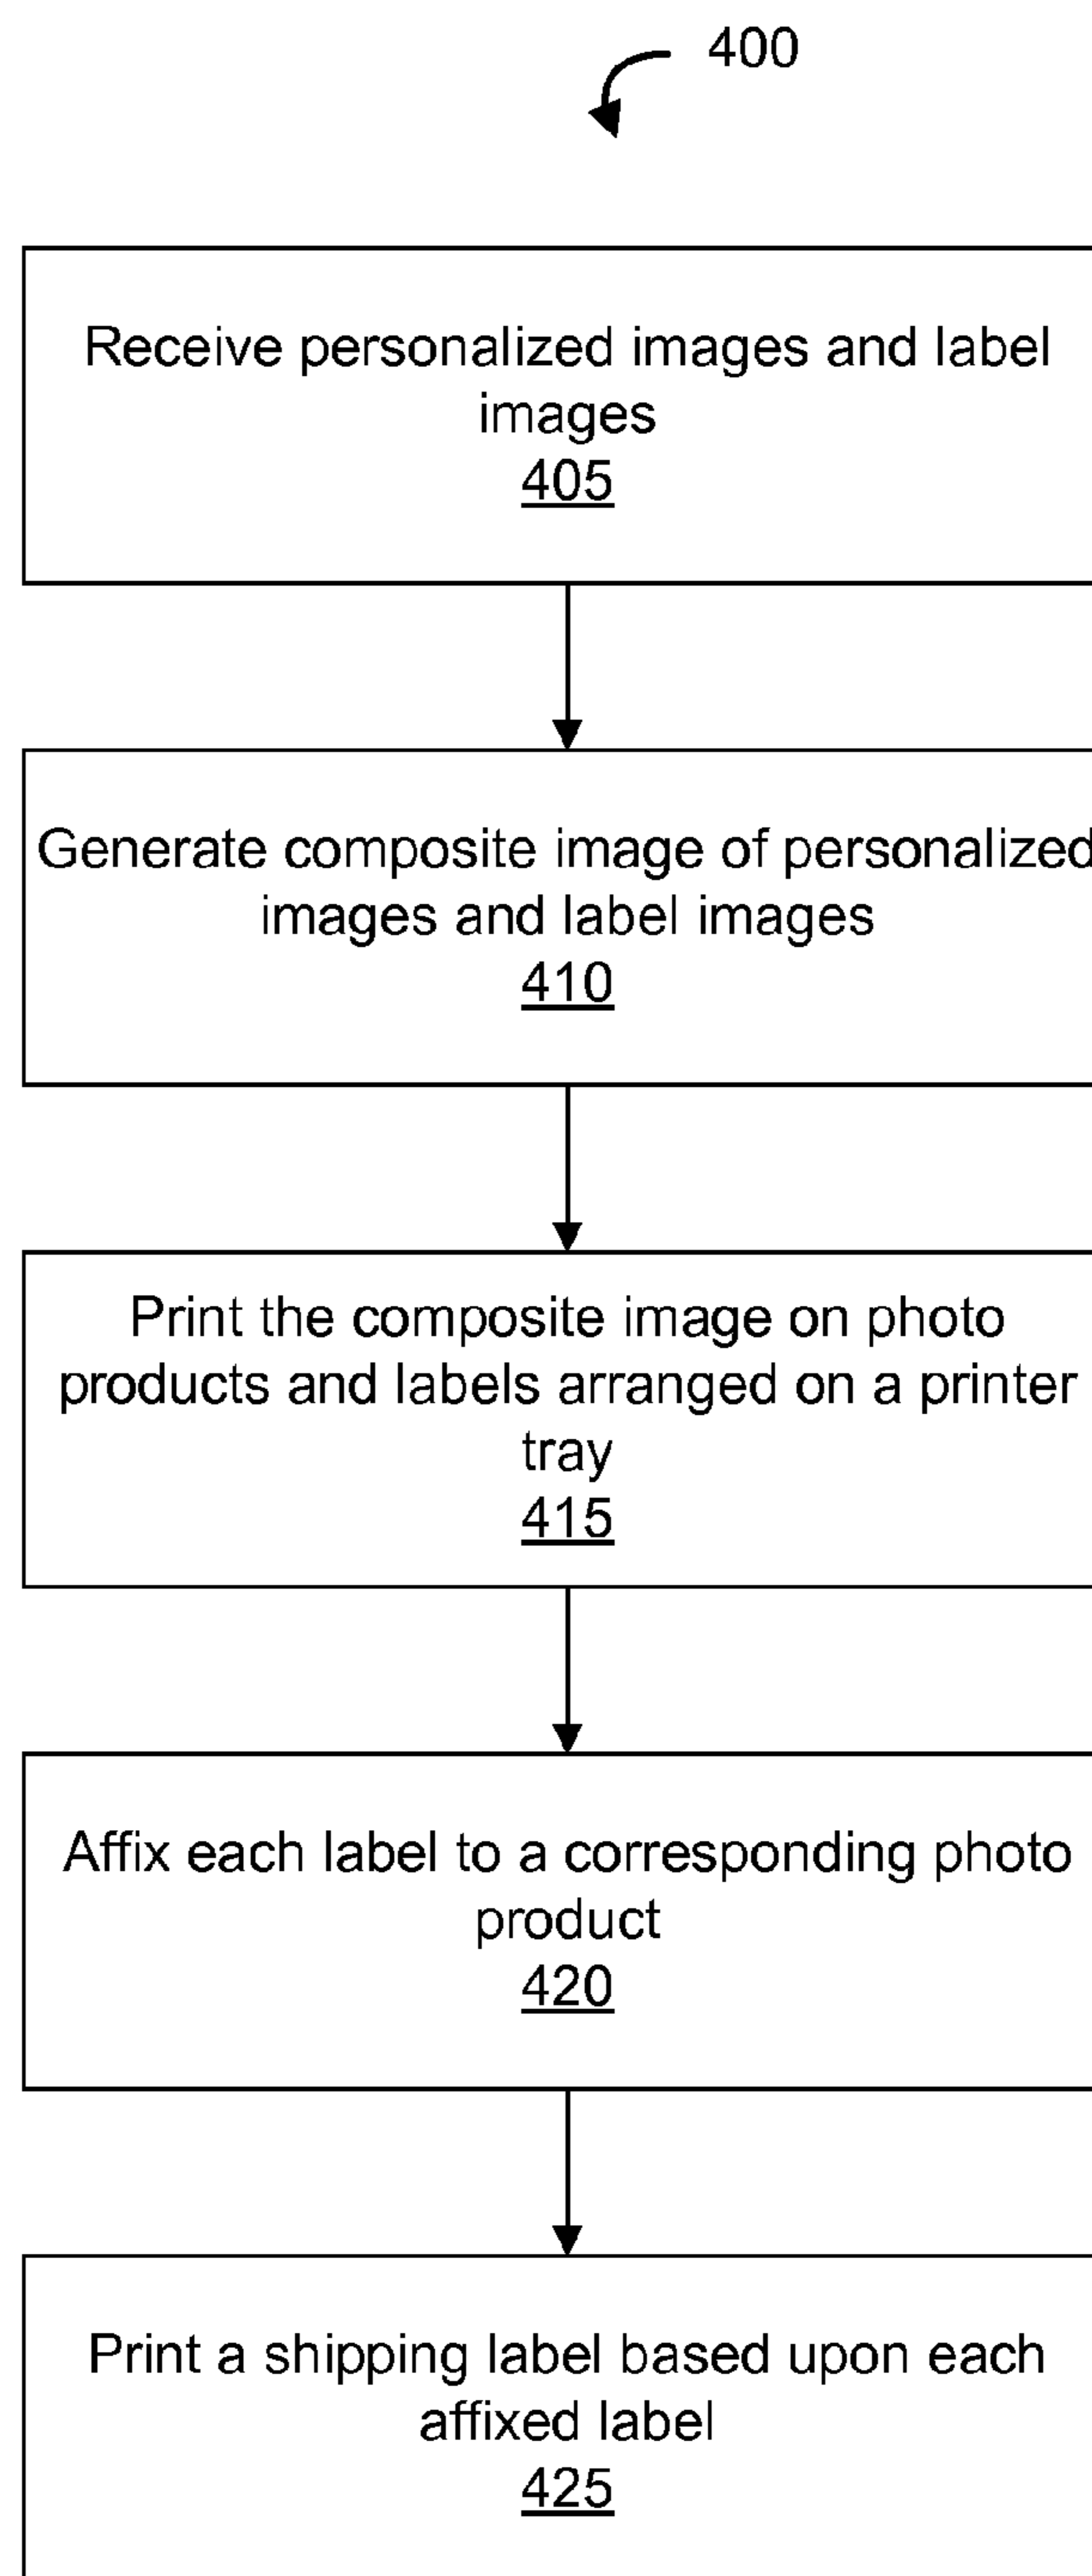 400
Receive personalized images and label
images
405
Generate composite image of personalized
images and label images
410
Print the composite image on photo
products and labels arranged on a printer
tray
415
Affix each label to a corresponding photo
product
420
Print a shipping label based upon each
affixed label
425